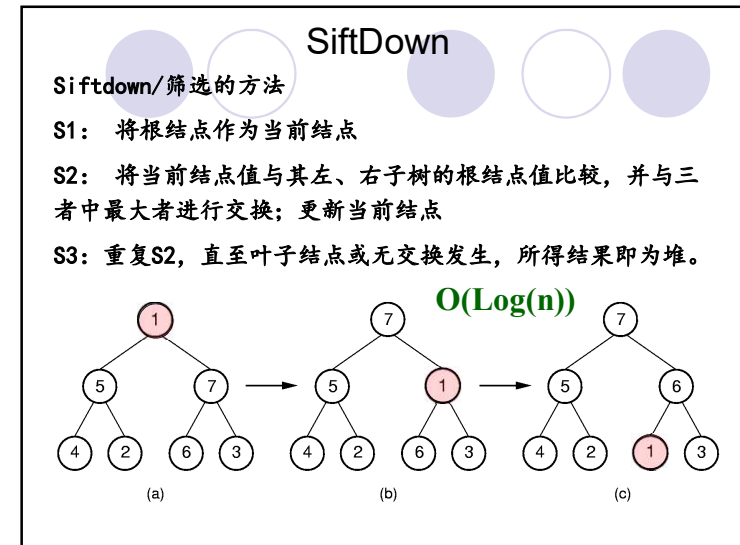 SiftDown
Siftdown/筛选的方法
S1： 将根结点作为当前结点
S2： 将当前结点值与其左、右子树的根结点值比较，并与三
者中最大者进行交换；更新当前结点
S3：重复S2，直至叶子结点或无交换发生，所得结果即为堆。
O(Log(n))
1 7 7
5 7 5 1 5 6
4 2 6 3 4 2 6 3 4 2 1 3
(a) (b) (c)